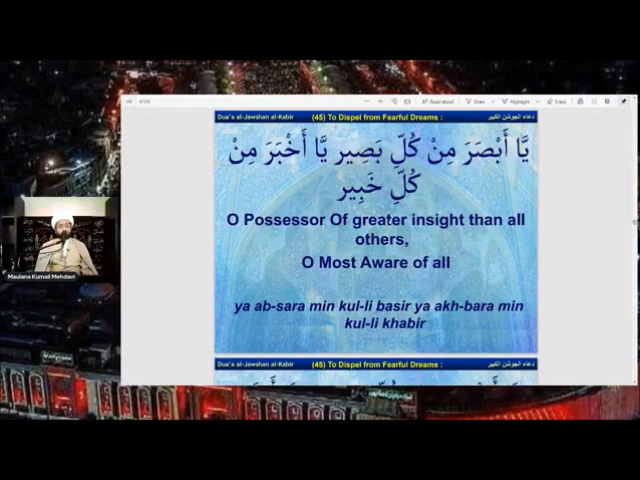 Read aloud
Draw
Highlight
Erase
Dua'a al-Jawshan al-Kabir
(45) To Dispel from Fearful Dreams :
دعاء الجوشن الكبير
يَّا أَبْصَرَ مِنْ كُلِّ بَصِيرٍ يَّا أَخْبَرَ مِنْ
كُلِّ خَبِيرٍ
O Possessor Of greater insight than all
others,
O Most Aware of all
ya ab-sara min kul-li basir ya akh-bara min
kul-li khabir
Dua'a al-Jawshan al-Kabir
(45) To Dispel from Fearful Dreams :
دعاء الجوشن الكبير
Maulana Kumail Mehdavi